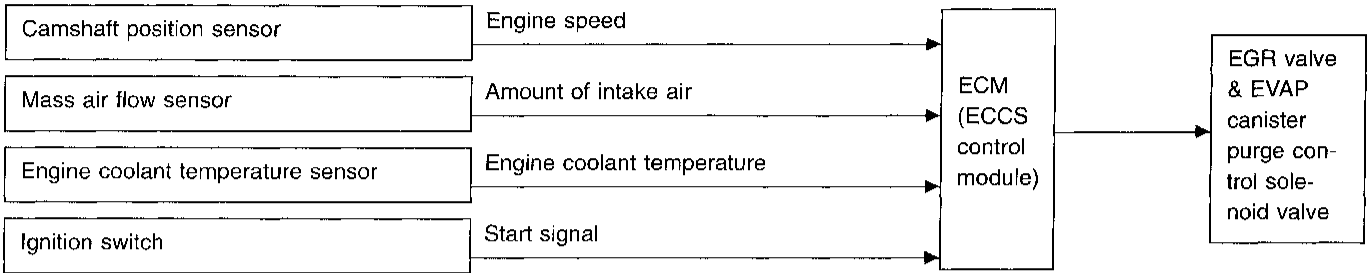 Camshaft position sensor
Engine speed
Mass air flow sensor
Amount of intake air
Engine coolant temperature sensor
Engine coolant temperature
Ignition switch
Start signal
ECM
(ECCS
control
module)
EGR valve
& EVAP
canister
purge con-
trol sole-
noid valve